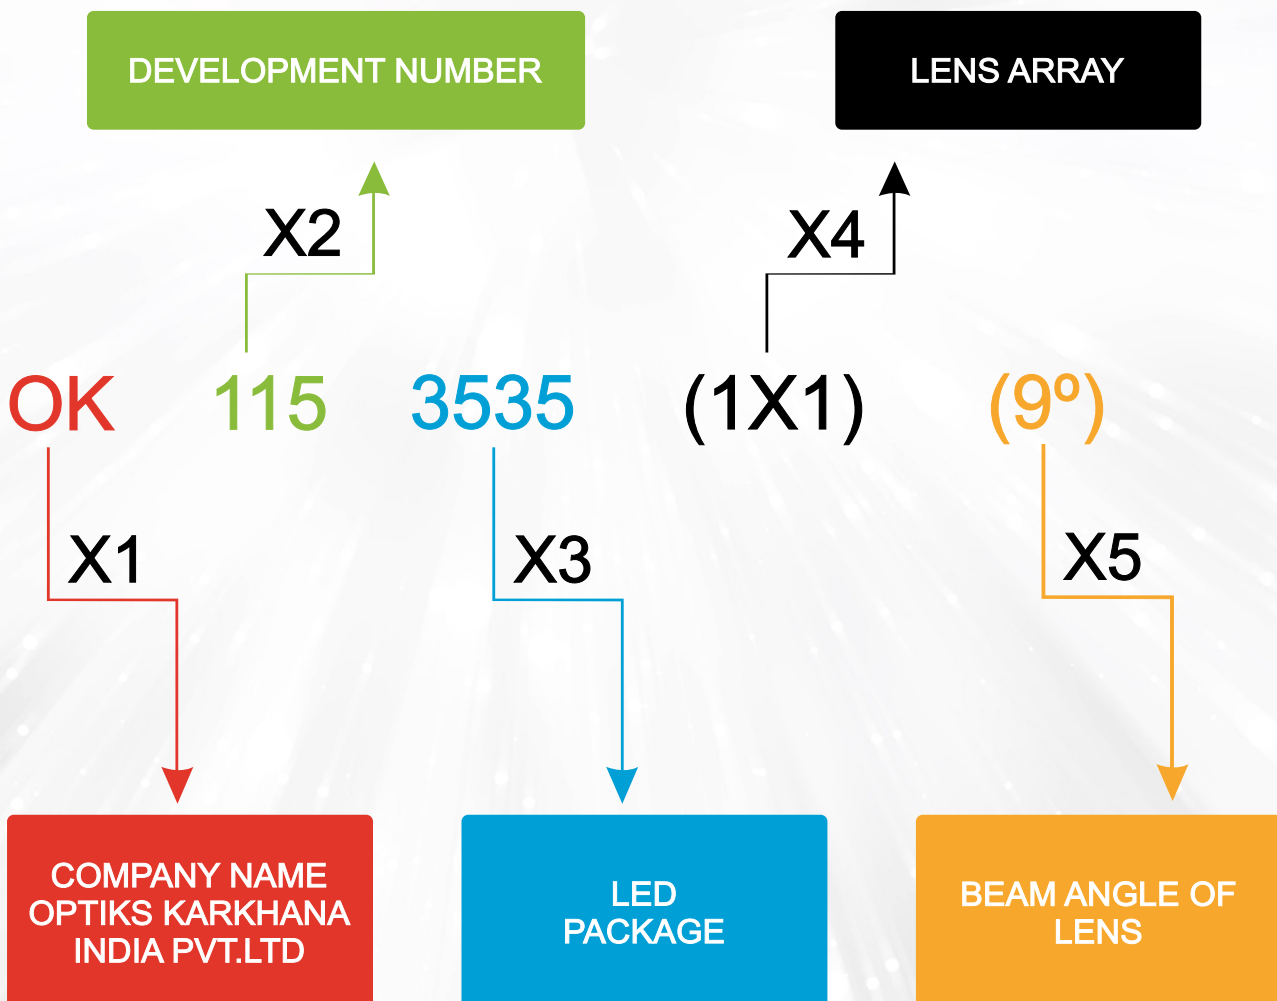 DEVELOPMENT NUMBER
LENS ARRAY
X2
X4
OK 115 3535 (1X1) (9º)
X1
X3
X5
COMPANY NAME
OPTIKS KARKHANA
INDIA PVT.LTD
LED
PACKAGE
BEAM ANGLE OF
LENS